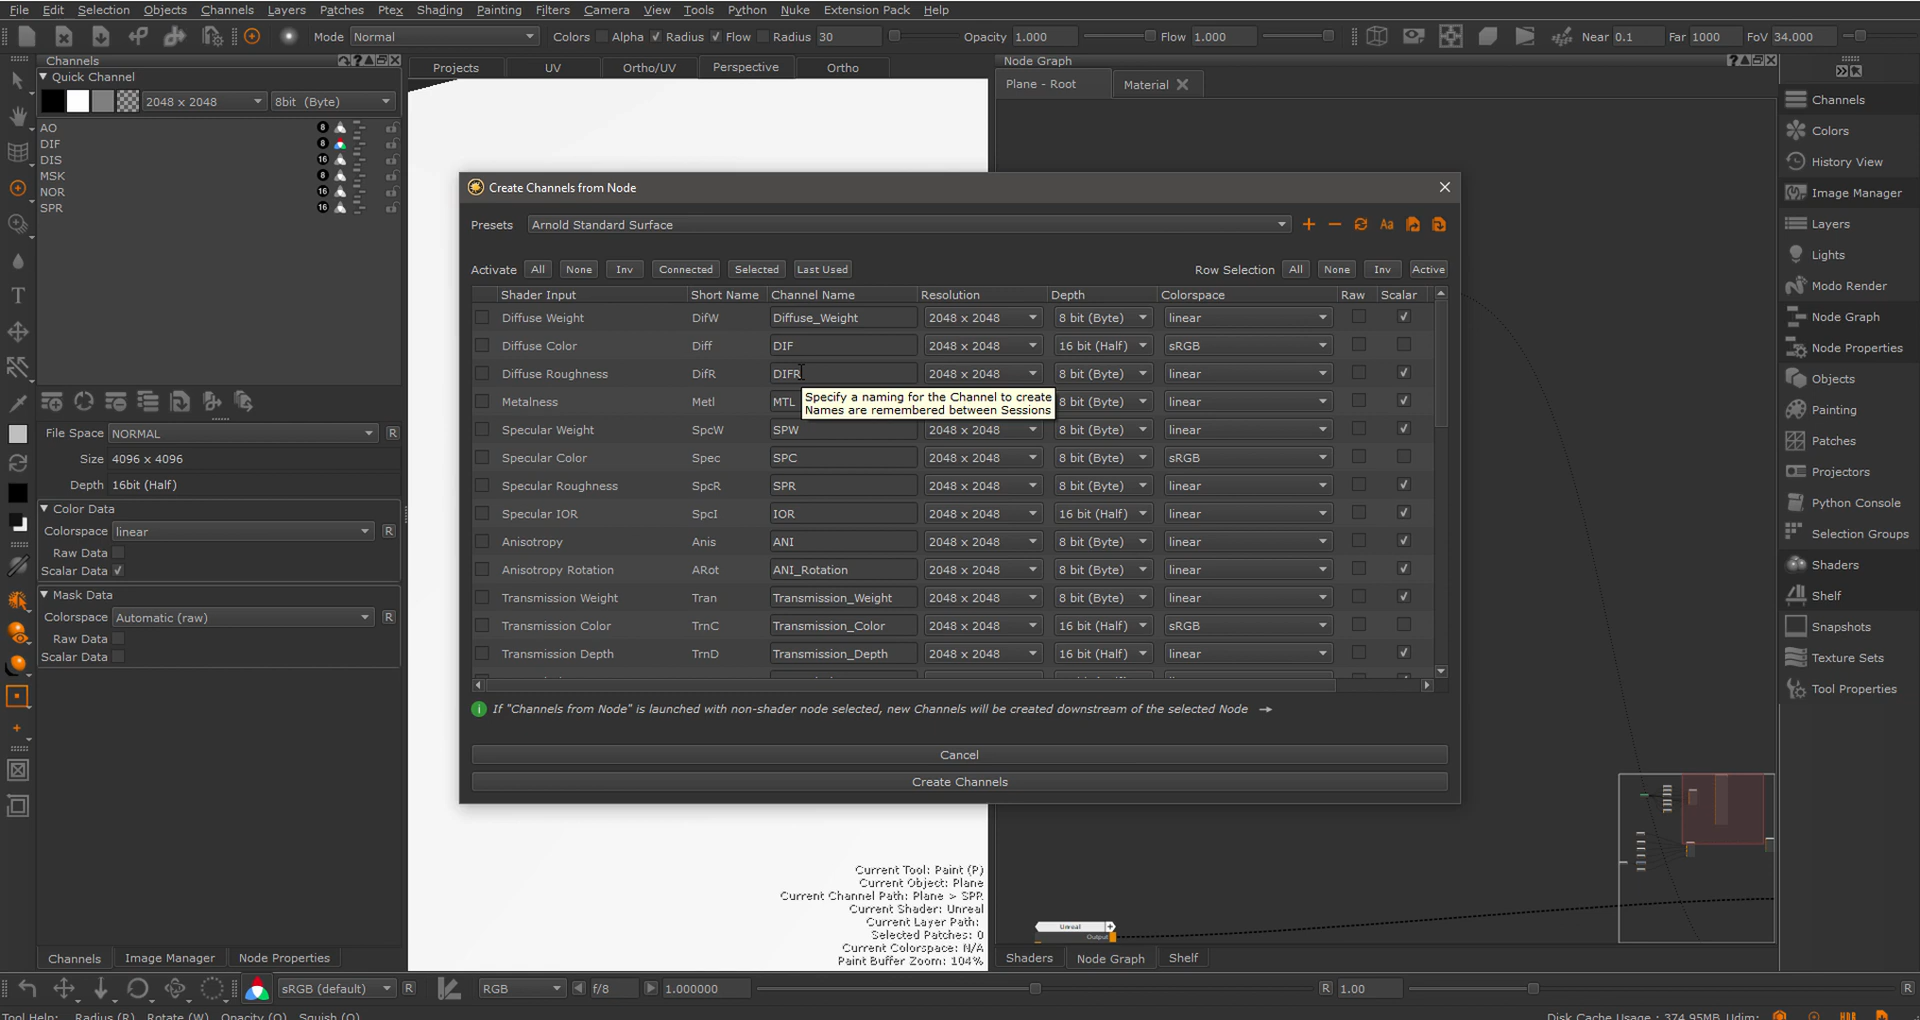 File Edit Selection Objects Channels Layers Patches Ptex Shading Painting Filters Camera View Tools Python Nuke Extension Pack Help
Mode Normal Colors Alpha Radius Flow Radius 30 Opacity 1.000 Flow 1.000 Near 0.1 Far 1000 FoV 34.000
Channels
Quick Channel
2048 x 2048 8bit (Byte)
AO 8
DIF 8
DIS 16
MSK 8
NOR 16
SPR 16
File Space NORMAL R
Size 4096 x 4096
Depth 16bit (Half)
Color Data
Colorspace linear R
Raw Data
Scalar Data
Mask Data
Colorspace Automatic (raw) R
Raw Data
Scalar Data
Channels Image Manager Node Properties
Projects UV Ortho/UV Perspective Ortho
Node Graph
Plane - Root Material
Create Channels from Node
Presets Arnold Standard Surface Aa
Activate All None Inv Connected Selected Last Used Row Selection All None Inv Active
Shader Input Short Name Channel Name Resolution Depth Colorspace Raw Scalar
Diffuse Weight DifW Diffuse_Weight 2048 x 2048 8 bit (Byte) linear
Diffuse Color Diff DIF 2048 x 2048 16 bit (Half) sRGB
Diffuse Roughness DifR DIFR 2048 x 2048 8 bit (Byte) linear
Metalness Metl MTL 8 bit (Byte) linear
Specify a naming for the Channel to create
Names are remembered between Sessions
Specular Weight SpcW SPW 2048 x 2048 8 bit (Byte) linear
Specular Color Spec SPC 2048 x 2048 8 bit (Byte) sRGB
Specular Roughness SpcR SPR 2048 x 2048 8 bit (Byte) linear
Specular IOR SpcI IOR 2048 x 2048 16 bit (Half) linear
Anisotropy Anis ANI 2048 x 2048 8 bit (Byte) linear
Anisotropy Rotation ARot ANI_Rotation 2048 x 2048 8 bit (Byte) linear
Transmission Weight Tran Transmission_Weight 2048 x 2048 8 bit (Byte) linear
Transmission Color TrnC Transmission_Color 2048 x 2048 16 bit (Half) sRGB
Transmission Depth TrnD Transmission_Depth 2048 x 2048 16 bit (Half) linear
If "Channels from Node" is launched with non-shader node selected, new Channels will be created downstream of the selected Node
Cancel
Create Channels
Current Tool: Paint (P)
Current Object: Plane
Current Channel Path: Plane > SPR
Current Shader: Unreal
Current Layer Path:
Selected Patches: 0
Current Colorspace: N/A
Paint Buffer Zoom: 104%
Unreal
Output
Shaders Node Graph Shelf
Channels
Colors
History View
Image Manager
Layers
Lights
Modo Render
Node Graph
Node Properties
Objects
Painting
Patches
Projectors
Python Console
Selection Groups
Shaders
Shelf
Snapshots
Texture Sets
Tool Properties
sRGB (default) R RGB f/8 1.000000 R 1.00 R
Tool Help: Radius (R) Rotate (W) Opacity (O) Squish (Q) Disk Cache Usage : 374.95MB Udim: HDR